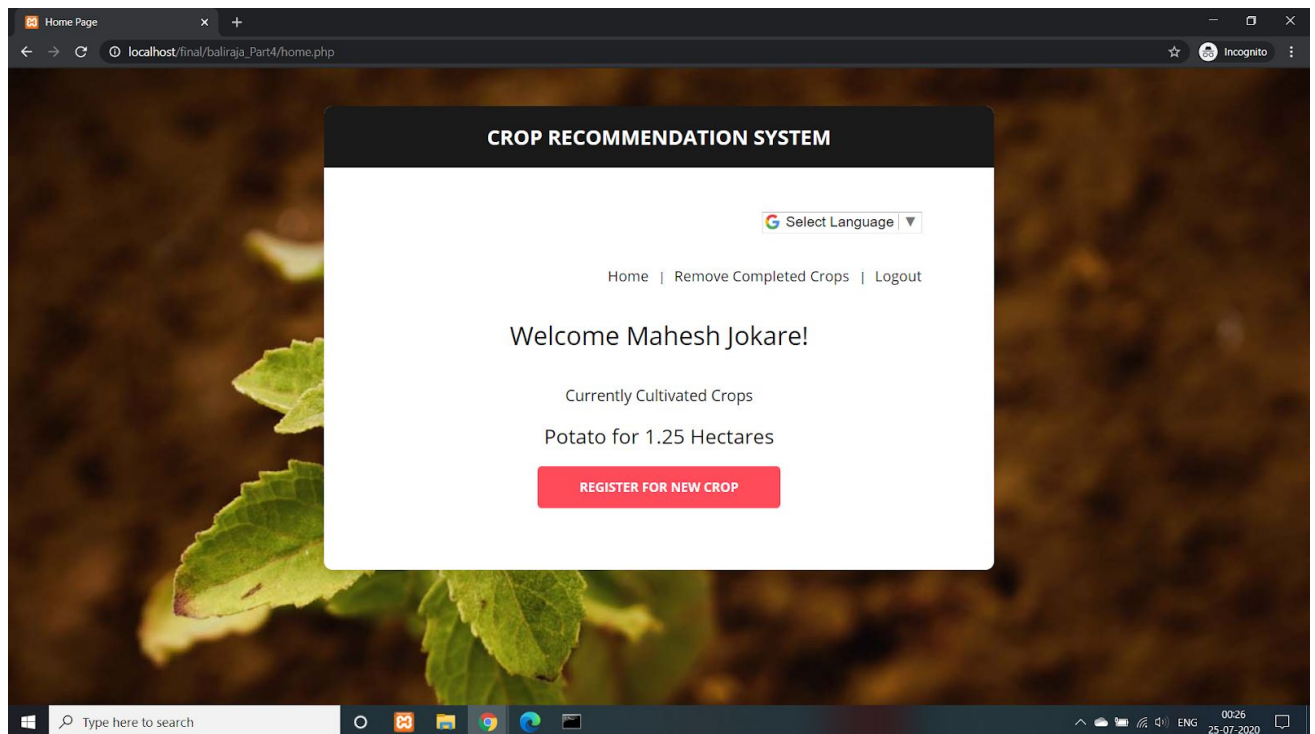 Home Page
localhost/final/baliraja_Part4/home.php
Incognito
CROP RECOMMENDATION SYSTEM
G Select Language ▼
Home | Remove Completed Crops | Logout
Welcome Mahesh Jokare!
Currently Cultivated Crops
Potato for 1.25 Hectares
REGISTER FOR NEW CROP
Type here to search
ENG
00:26
25-07-2020